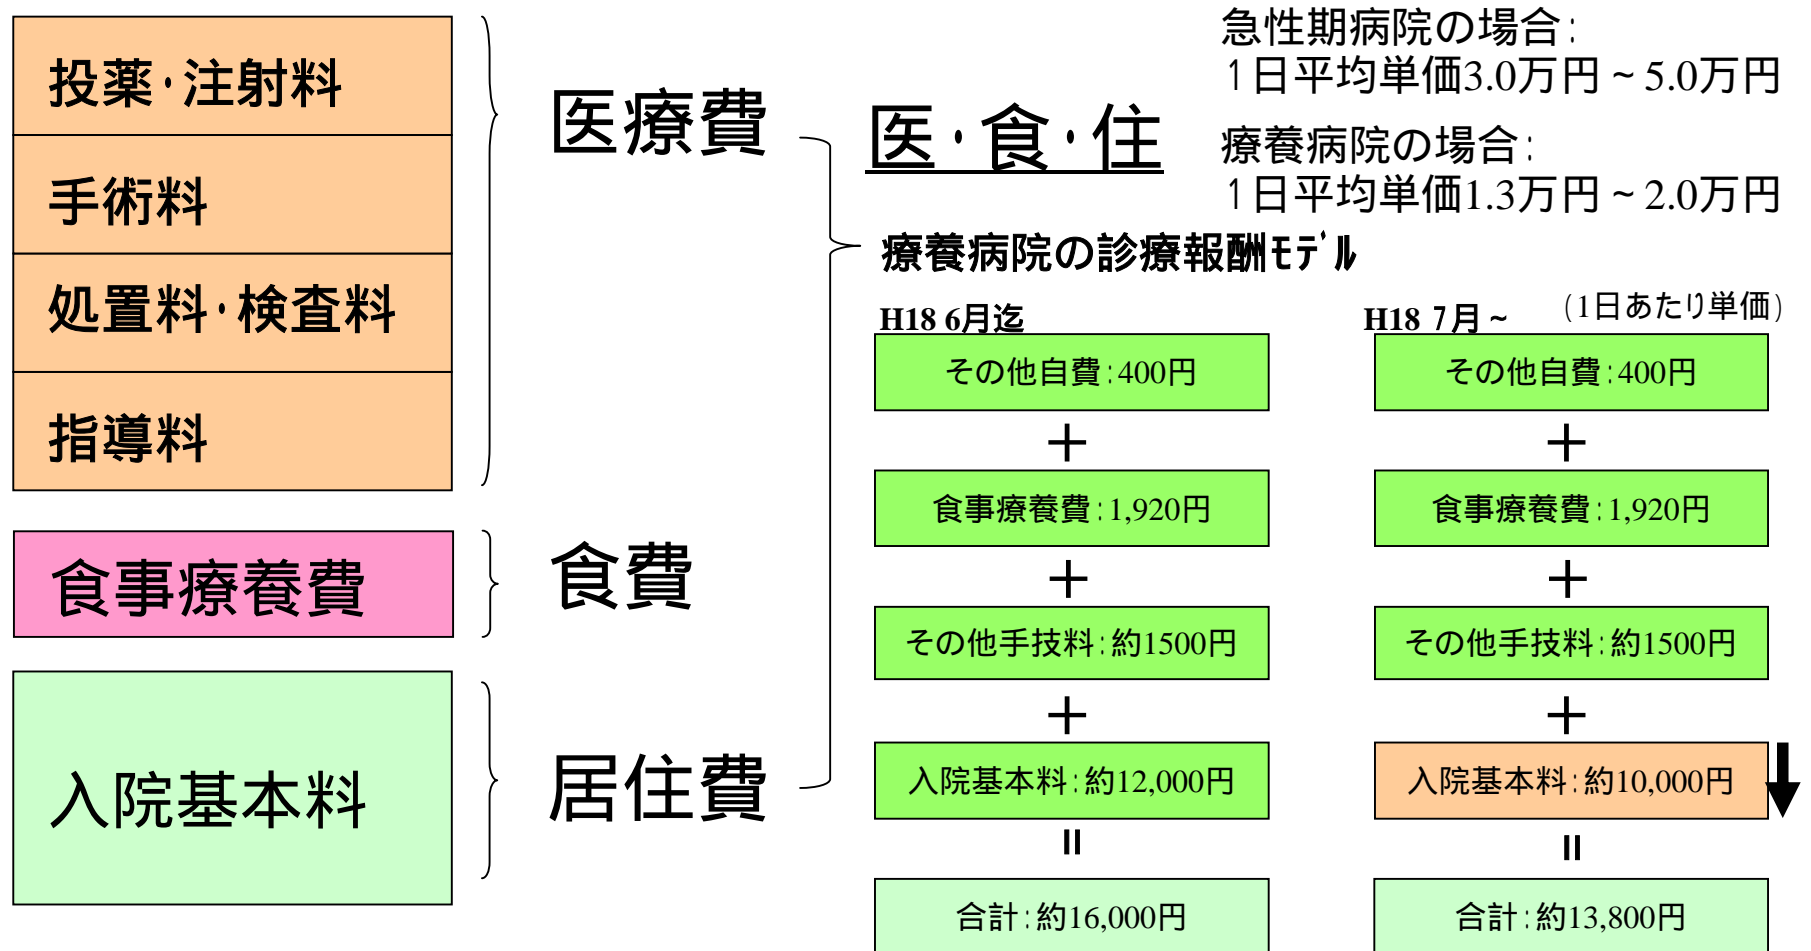 投薬・注射料
手術料
処置料・検査料
指導料
食事療養費
入院基本料
医療費
食費
居住費
医・食・住
急性期病院の場合:
1日平均単価3.0万円~5.0万円
療養病院の場合:
1日平均単価1.3万円~2.0万円
療養病院の診療報酬ﾓﾃﾞﾙ
(1日あたり単価)
H18 6月迄
その他自費:400円
+
食事療養費:1,920円
+
その他手技料:約1500円
+
入院基本料:約12,000円
=
合計:約16,000円
H18 7月~
その他自費:400円
+
食事療養費:1,920円
+
その他手技料:約1500円
+
入院基本料:約10,000円
=
合計:約13,800円